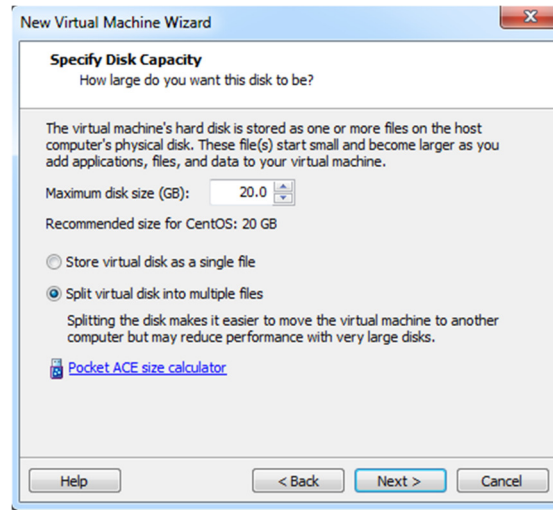 New Virtual Machine Wizard
Specify Disk Capacity
How large do you want this disk to be?
The virtual machine's hard disk is stored as one or more files on the host
computer's physical disk. These file(s) start small and become larger as you
add applications, files, and data to your virtual machine.
Maximum disk size (GB): 20.0
Recommended size for CentOS: 20 GB
Store virtual disk as a single file
Split virtual disk into multiple files
Splitting the disk makes it easier to move the virtual machine to another
computer but may reduce performance with very large disks.
Pocket ACE size calculator
Help < Back Next > Cancel